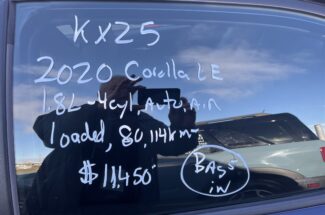 KX25
2020 Corolla LE
1.8L-4cyl, Auto, Air
loaded, 80,114km
$11,450
BASS
in